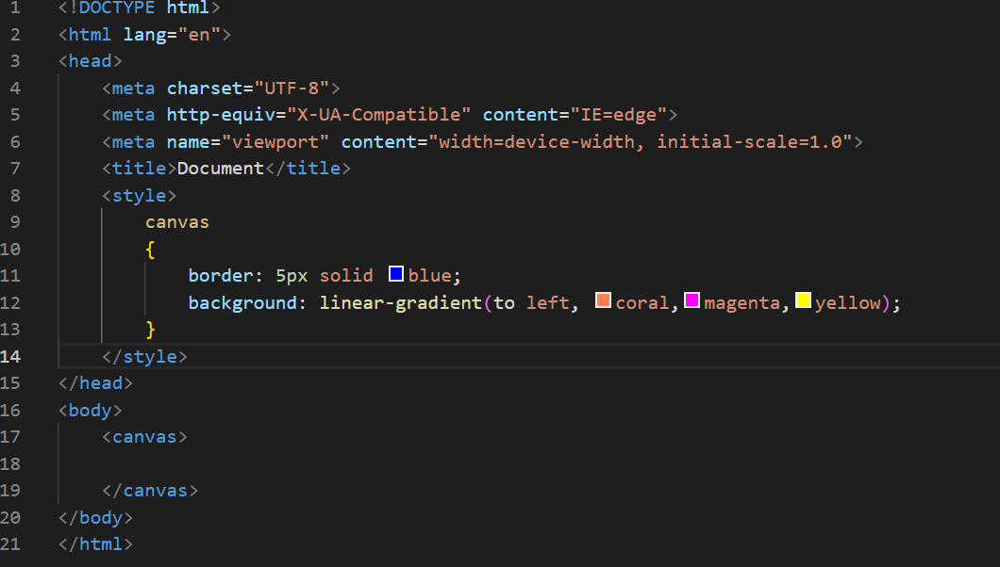 1 <!DOCTYPE html>
2 <html lang="en">
3 <head>
4 <meta charset="UTF-8">
5 <meta http-equiv="X-UA-Compatible" content="IE=edge">
6 <meta name="viewport" content="width=device-width, initial-scale=1.0">
7 <title>Document</title>
8 <style>
9 canvas
10 {
11 border: 5px solid blue;
12 background: linear-gradient(to left, coral,magenta,yellow);
13 }
14 </style>
15 </head>
16 <body>
17 <canvas>
18
19 </canvas>
20 </body>
21 </html>